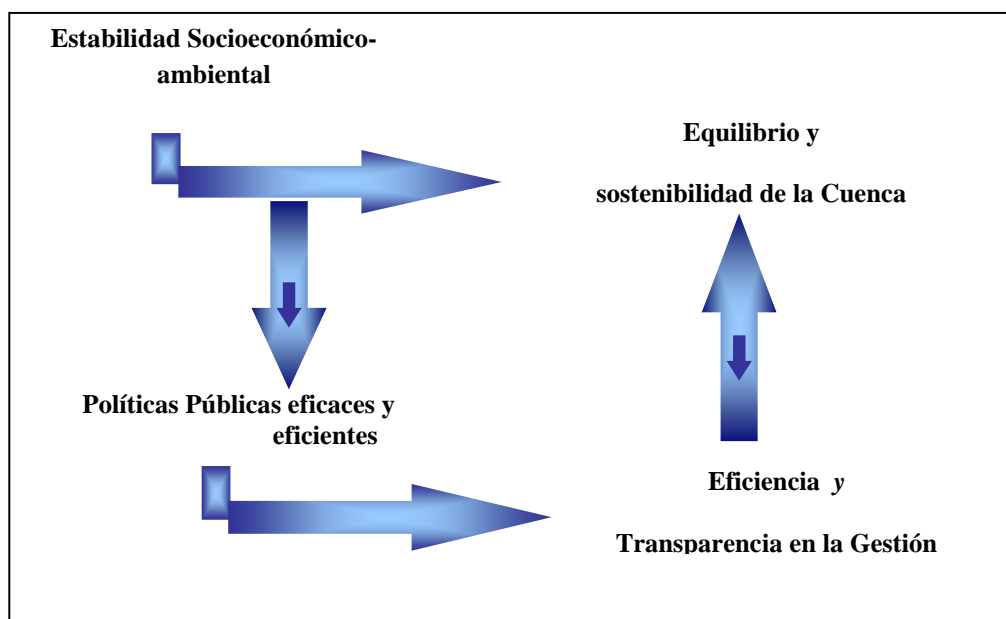 Estabilidad Socioeconómico-
ambiental
Equilibrio y
sostenibilidad de la Cuenca
Políticas Públicas eficaces y
eficientes
Eficiencia y
Transparencia en la Gestión